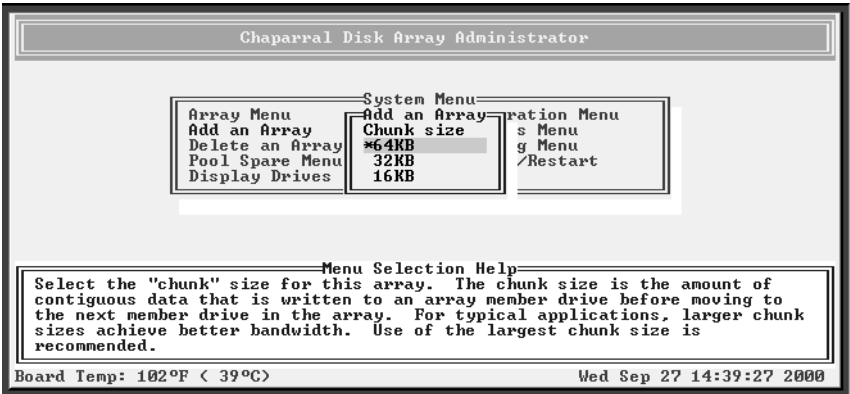 Chaparral Disk Array Administrator
System Menu
Array Menu Add an Array ration Menu
Add an Array Chunk size s Menu
Delete an Array *64KB g Menu
Pool Spare Menu 32KB /Restart
Display Drives 16KB
Menu Selection Help
Select the "chunk" size for this array. The chunk size is the amount of
contiguous data that is written to an array member drive before moving to
the next member drive in the array. For typical applications, larger chunk
sizes achieve better bandwidth. Use of the largest chunk size is
recommended.
Board Temp: 102ºF ( 39ºC) Wed Sep 27 14:39:27 2000